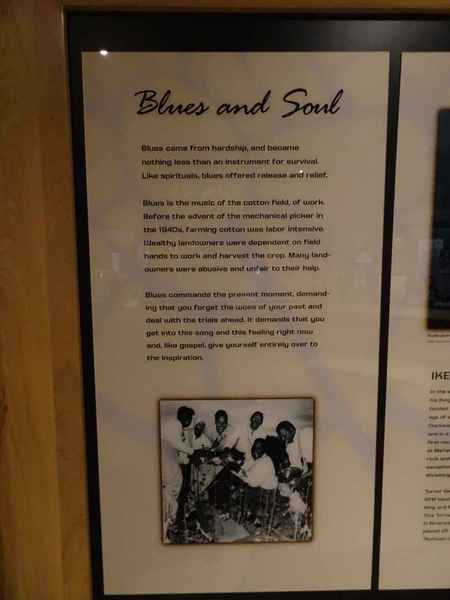 Blues and Soul
Blues came from hardship, and became
nothing less than an instrument for survival.
Like spirituals, blues offered release and relief.
Blues is the music of the cotton field, of work.
Before the advent of the mechanical picker in
the 1940s, farming cotton was labor intensive.
Wealthy landowners were dependent on field
hands to work and harvest the crop. Many land-
owners were abusive and unfair to their help.
Blues commands the present moment, demand-
ing that you forget the woes of your past and
deal with the trials ahead. It demands that you
get into this song and this feeling right now
and, like gospel, give yourself entirely over to
the inspiration.
IKE